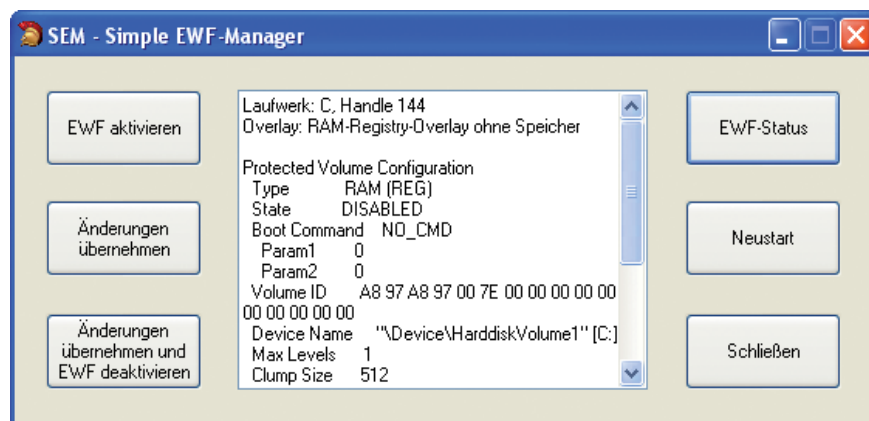 SEM - Simple EWF-Manager
EWF aktivieren
Änderungen
übernehmen
Änderungen
übernehmen und
EWF deaktivieren
Laufwerk: C, Handle 144
Overlay: RAM-Registry-Overlay ohne Speicher
Protected Volume Configuration
Type RAM (REG)
State DISABLED
Boot Command NO_CMD
Param1 0
Param2 0
Volume ID A8 97 A8 97 00 7E 00 00 00 00 00
00 00 00 00 00
Device Name "\Device\HarddiskVolume1" [C:]
Max Levels 1
Clump Size 512
EWF-Status
Neustart
Schließen